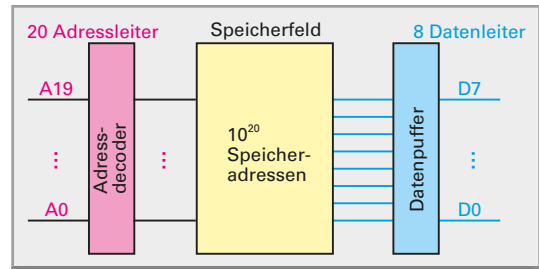 20 Adressleiter
Speicherfeld
8 Datenleiter
A19
D7
Adress-
decoder
10²⁰
Speicher-
adressen
Datenpuffer
⋮
⋮
⋮
A0
D0